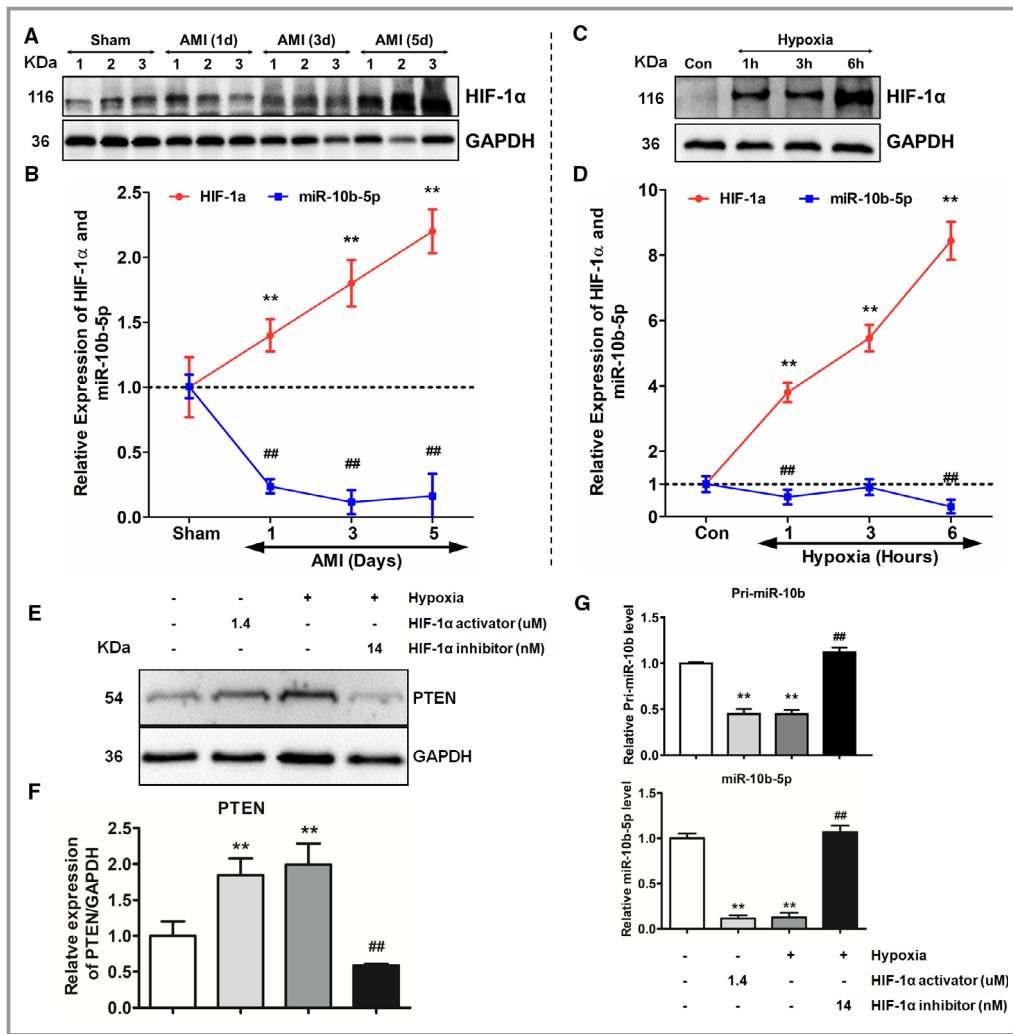 A
Sham AMI (1d) AMI (3d) AMI (5d)
KDa 1 2 3 1 2 3 1 2 3 1 2 3
116 HIF-1α
36 GAPDH
B
HIF-1a miR-10b-5p
Relative Expression of HIF-1α and
miR-10b-5p
2.5
2.0
1.5
1.0
0.5
0.0
** ** **
## ## ##
Sham 1 3 5
AMI (Days)
C
Hypoxia
KDa Con 1h 3h 6h
116 HIF-1α
36 GAPDH
D
HIF-1a miR-10b-5p
Relative Expression of HIF-1α and
miR-10b-5p
10
8
6
4
2
1
0
** ** **
## ##
Con 1 3 6
Hypoxia (Hours)
E
- - + + Hypoxia
- 1.4 - - HIF-1α activator (uM)
- - - 14 HIF-1α inhibitor (nM)
KDa
54 PTEN
36 GAPDH
F
PTEN
Relative expression
of PTEN/GAPDH
2.5
2.0
1.5
1.0
0.5
0.0
** ** ##
G
Pri-miR-10b
Relative Pri-miR-10b level
1.5
1.0
0.5
0.0
** ** ##
miR-10b-5p
Relative miR-10b-5p level
1.5
1.0
0.5
0.0
** ** ##
- - + + Hypoxia
- 1.4 - - HIF-1α activator (uM)
- - - 14 HIF-1α inhibitor (nM)